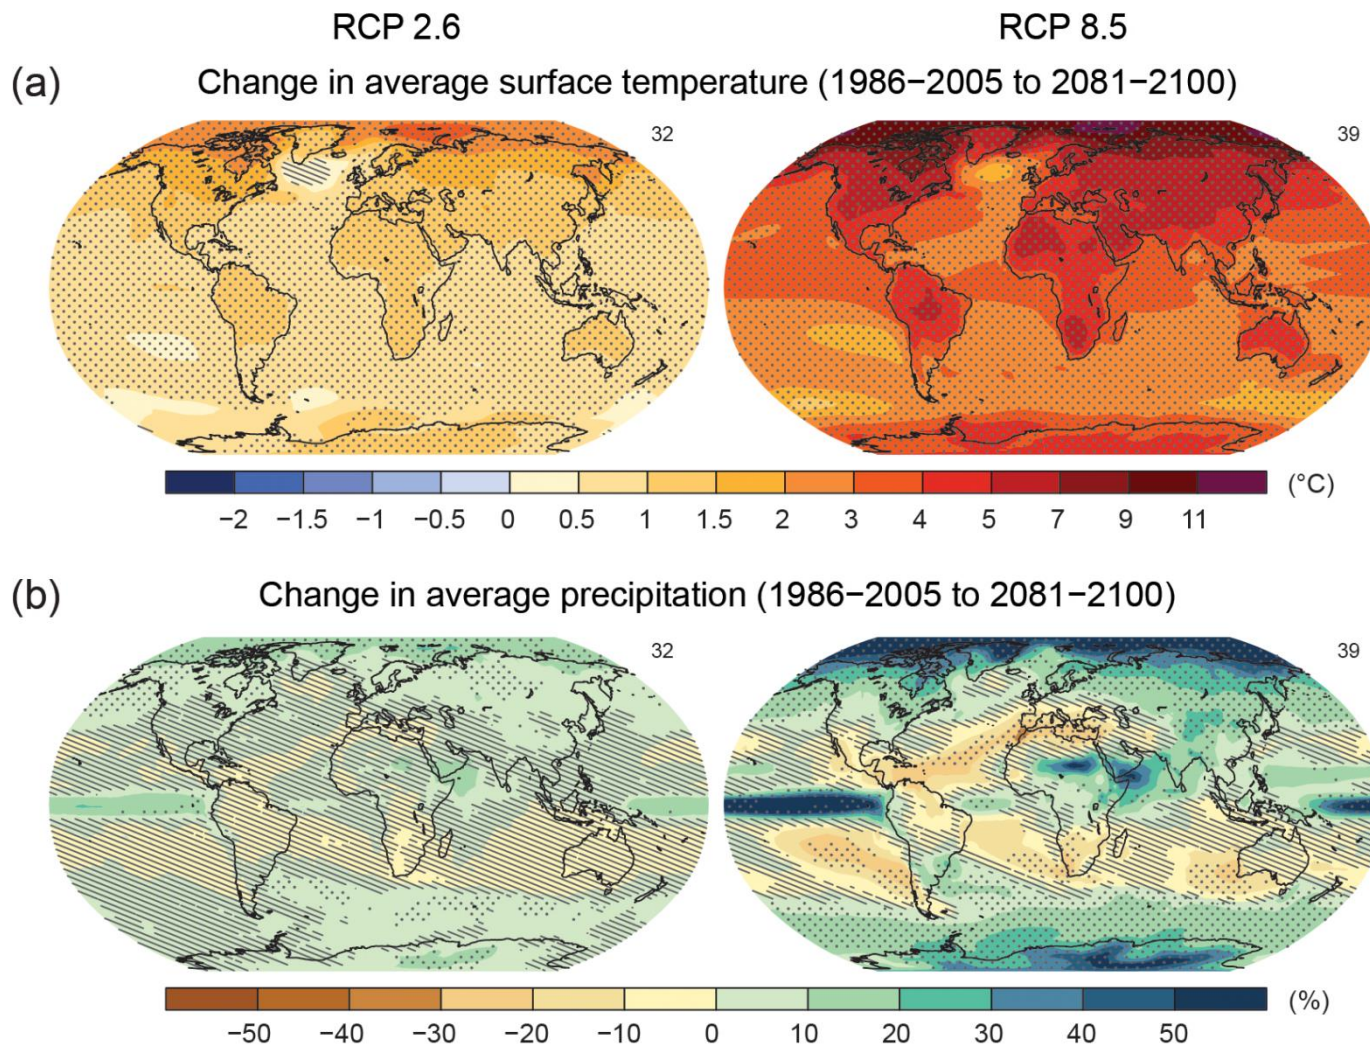 RCP 2.6 RCP 8.5
(a) Change in average surface temperature (1986−2005 to 2081−2100)
32 39
−2 −1.5 −1 −0.5 0 0.5 1 1.5 2 3 4 5 7 9 11 (°C)
(b) Change in average precipitation (1986−2005 to 2081−2100)
32 39
−50 −40 −30 −20 −10 0 10 20 30 40 50 (%)